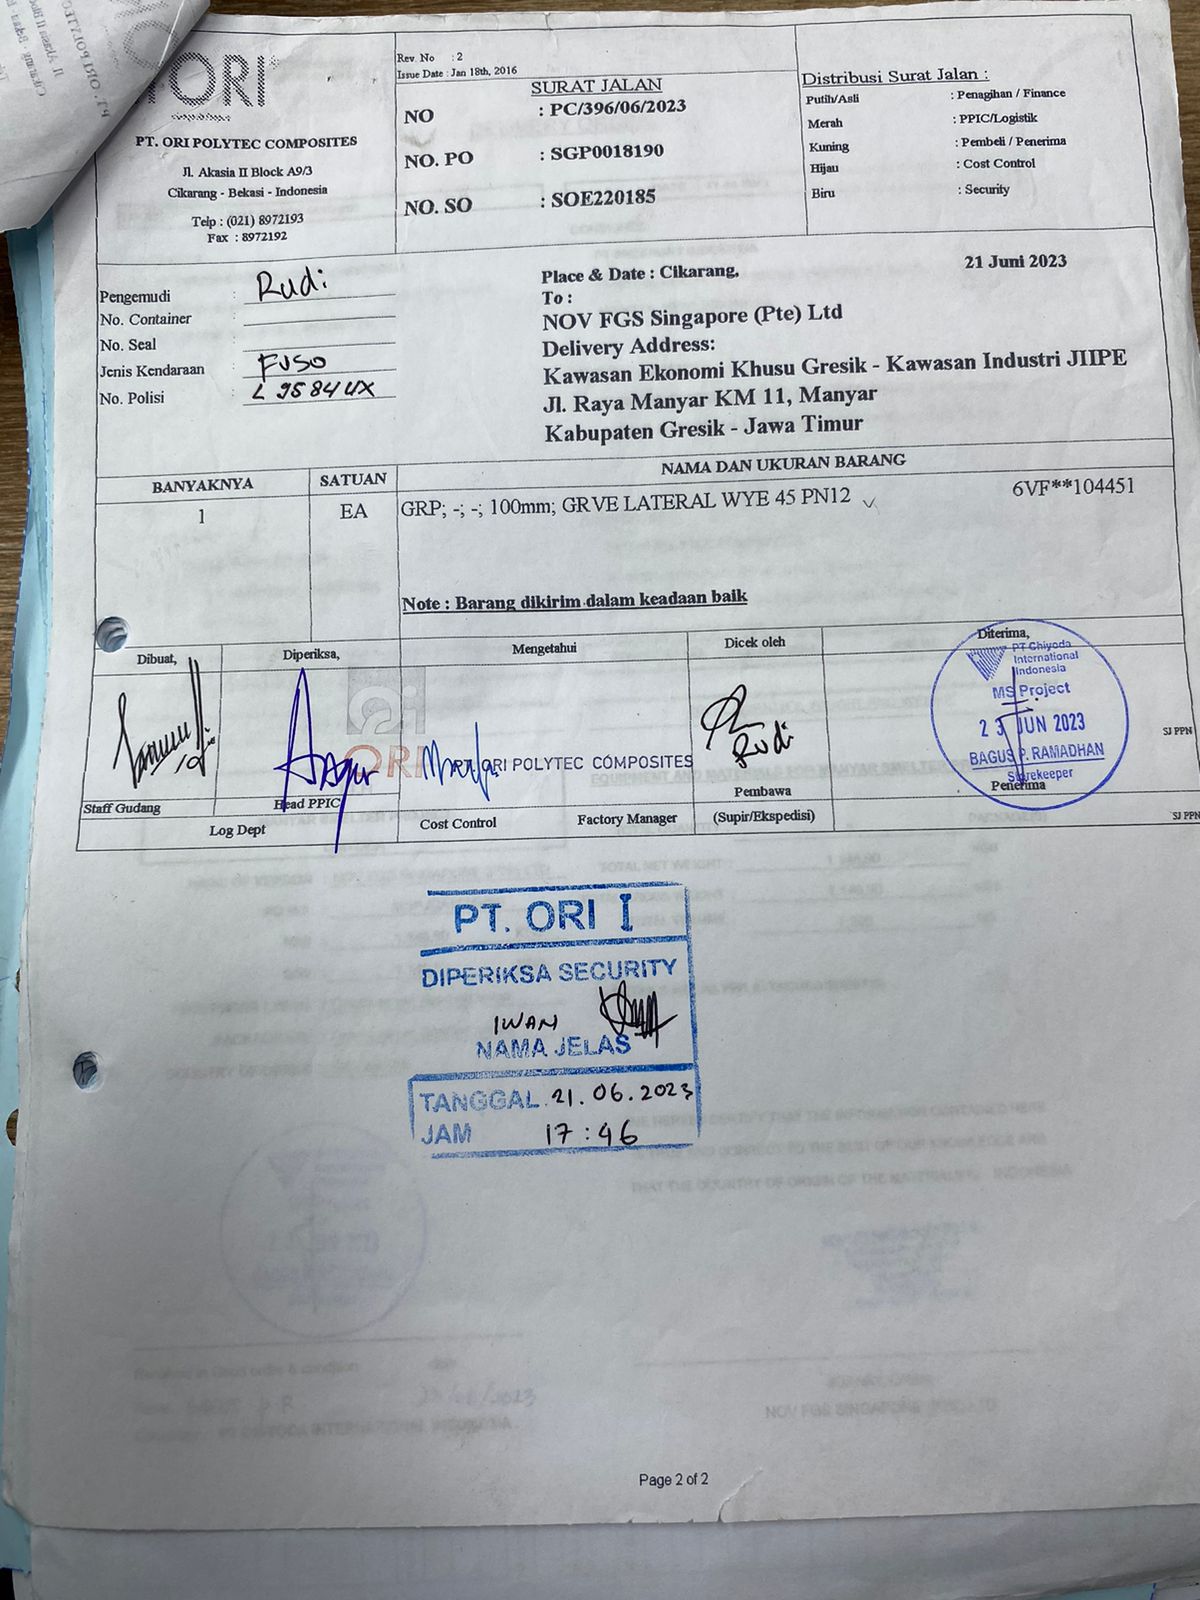 ORI
composites
PT. ORI POLYTEC COMPOSITES
Jl. Akasia II Block A9/3
Cikarang - Bekasi - Indonesia
Telp : (021) 8972193
Fax : 8972192
Rev. No : 2
Issue Date : Jan 18th, 2016
SURAT JALAN
NO : PC/396/06/2023
NO. PO : SGP0018190
NO. SO : SOE220185
Distribusi Surat Jalan :
Putih/Asli : Penagihan / Finance
Merah : PPIC/Logistik
Kuning : Pembeli / Penerima
Hijau : Cost Control
Biru : Security
Pengemudi : Rudi
No. Container :
No. Seal :
Jenis Kendaraan : FUSO
No. Polisi : L 9584 UX
Place & Date : Cikarang, 21 Juni 2023
To :
NOV FGS Singapore (Pte) Ltd
Delivery Address:
Kawasan Ekonomi Khusu Gresik - Kawasan Industri JIIPE
Jl. Raya Manyar KM 11, Manyar
Kabupaten Gresik - Jawa Timur
BANYAKNYA SATUAN NAMA DAN UKURAN BARANG
1 EA GRP; -; -; 100mm; GRVE LATERAL WYE 45 PN12 6VF**104451
Note : Barang dikirim dalam keadaan baik
Dibuat, Diperiksa, Mengetahui Dicek oleh Diterima,
PT Chiyoda
International
Indonesia
MS Project
23 JUN 2023
BAGUS P. RAMADHAN
Storekeeper
ORI
PT. ORI POLYTEC COMPOSITES
Rudi
SJ PPN
Staff Gudang Head PPIC Pembawa Penerima
Log Dept Cost Control Factory Manager (Supir/Ekspedisi)
SJ PPN
PT. ORI I
DIPERIKSA SECURITY
IWAN
NAMA JELAS
TANGGAL 21.06.2023
JAM 17:46
Page 2 of 2